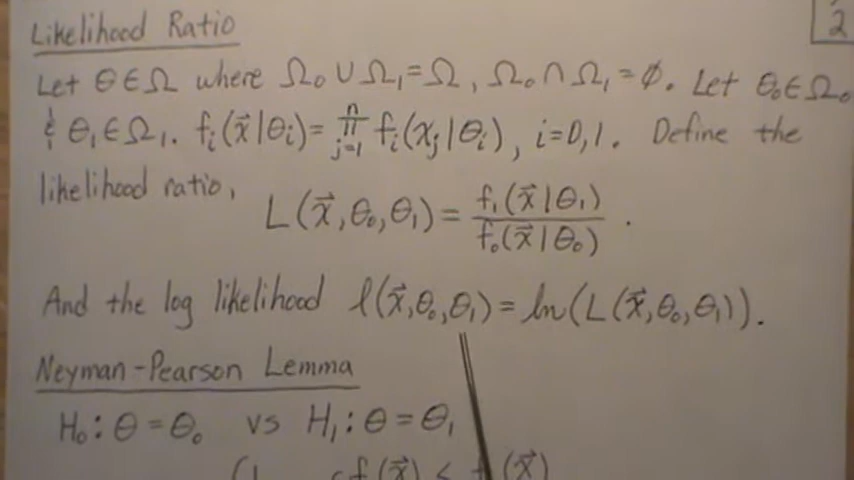 2
Likelihood Ratio
Let θ∈Ω where Ω₀ ∪ Ω₁ = Ω, Ω₀ ∩ Ω₁ = ∅. Let θ₀∈Ω₀
& θ₁∈Ω₁. fᵢ(x⃗|θᵢ) = ∏ⁿⱼ₌₁ fᵢ(xⱼ|θᵢ), i=0,1. Define the
likelihood ratio,
L(x⃗,θ₀,θ₁) = f₁(x⃗|θ₁) / f₀(x⃗|θ₀) .
And the log likelihood ℓ(x⃗,θ₀,θ₁) = ln(L(x⃗,θ₀,θ₁)).
Neyman-Pearson Lemma
H₀: θ = θ₀ vs H₁: θ = θ₁